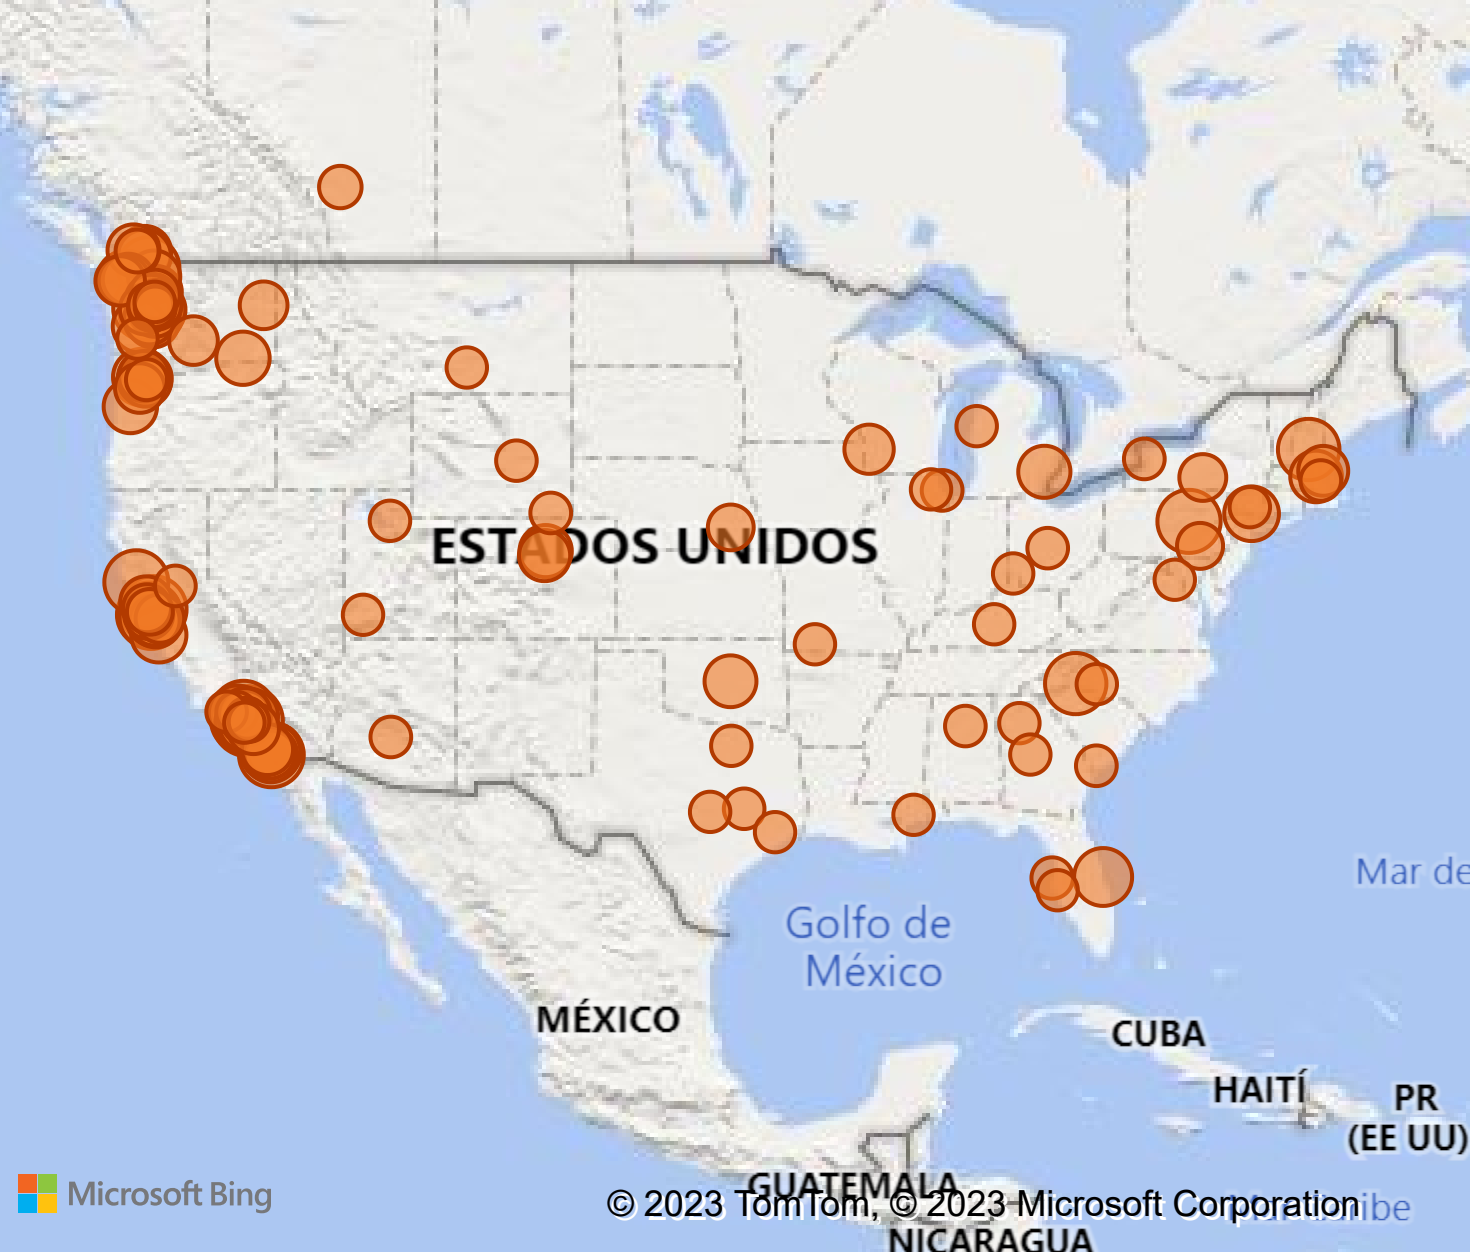 ESTADOS UNIDOS
Mar de
Golfo de
México
MÉXICO
CUBA
HAITÍ
PR
(EE UU)
Microsoft Bing
GUATEMALA
© 2023 TomTom, © 2023 Microsoft Corporation
NICARAGUA